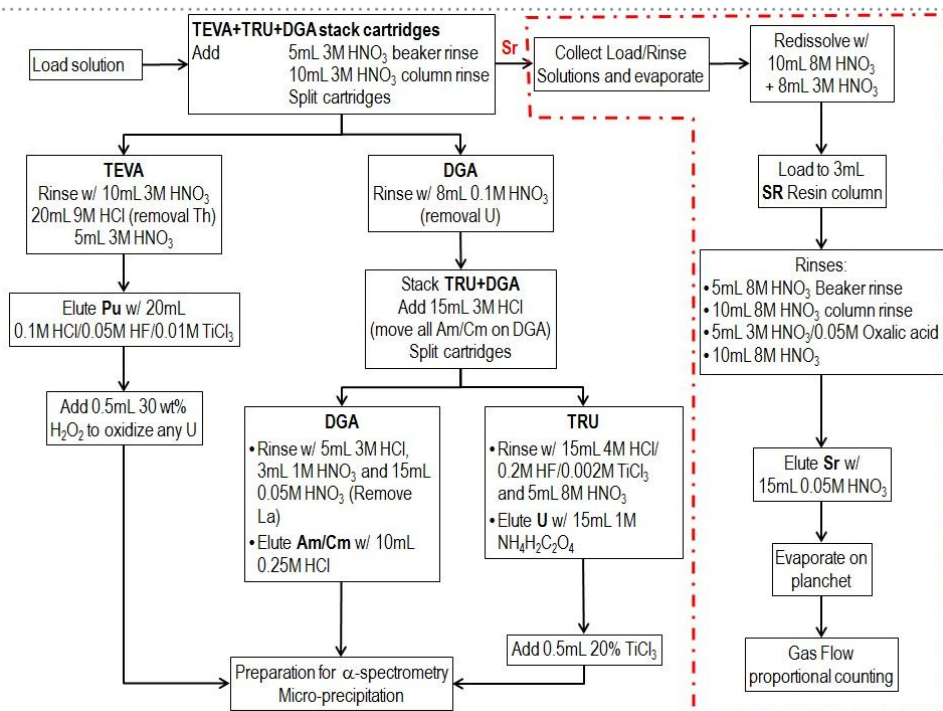 Load solution
TEVA+TRU+DGA stack cartridges
Add 5mL 3M HNO₃ beaker rinse
10mL 3M HNO₃ column rinse
Split cartridges
Sr
Collect Load/Rinse
Solutions and evaporate
Redissolve w/
10mL 8M HNO₃
+ 8mL 3M HNO₃
TEVA
Rinse w/ 10mL 3M HNO₃
20mL 9M HCl (removal Th)
5mL 3M HNO₃
DGA
Rinse w/ 8mL 0.1M HNO₃
(removal U)
Load to 3mL
SR Resin column
Elute Pu w/ 20mL
0.1M HCl/0.05M HF/0.01M TiCl₃
Stack TRU+DGA
Add 15mL 3M HCl
(move all Am/Cm on DGA)
Split cartridges
Rinses:
•5mL 8M HNO₃ Beaker rinse
•10mL 8M HNO₃ column rinse
•5mL 3M HNO₃/0.05M Oxalic acid
•10mL 8M HNO₃
Add 0.5mL 30 wt%
H₂O₂ to oxidize any U
DGA
•Rinse w/ 5mL 3M HCl,
3mL 1M HNO₃ and 15mL
0.05M HNO₃ (Remove
La)
•Elute Am/Cm w/ 10mL
0.25M HCl
TRU
•Rinse w/ 15mL 4M HCl/
0.2M HF/0.002M TiCl₃
and 5mL 8M HNO₃
•Elute U w/ 15mL 1M
NH₄H₂C₂O₄
Elute Sr w/
15mL 0.05M HNO₃
Evaporate on
planchet
Add 0.5mL 20% TiCl₃
Preparation for α-spectrometry
Micro-precipitation
Gas Flow
proportional counting